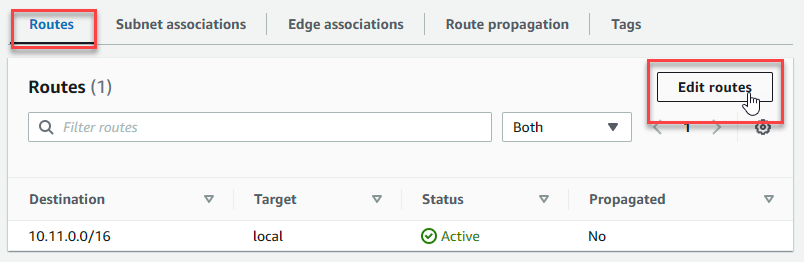 Routes Subnet associations Edge associations Route propagation Tags
Routes (1) Edit routes
Filter routes Both 1
Destination Target Status Propagated
10.11.0.0/16 local Active No